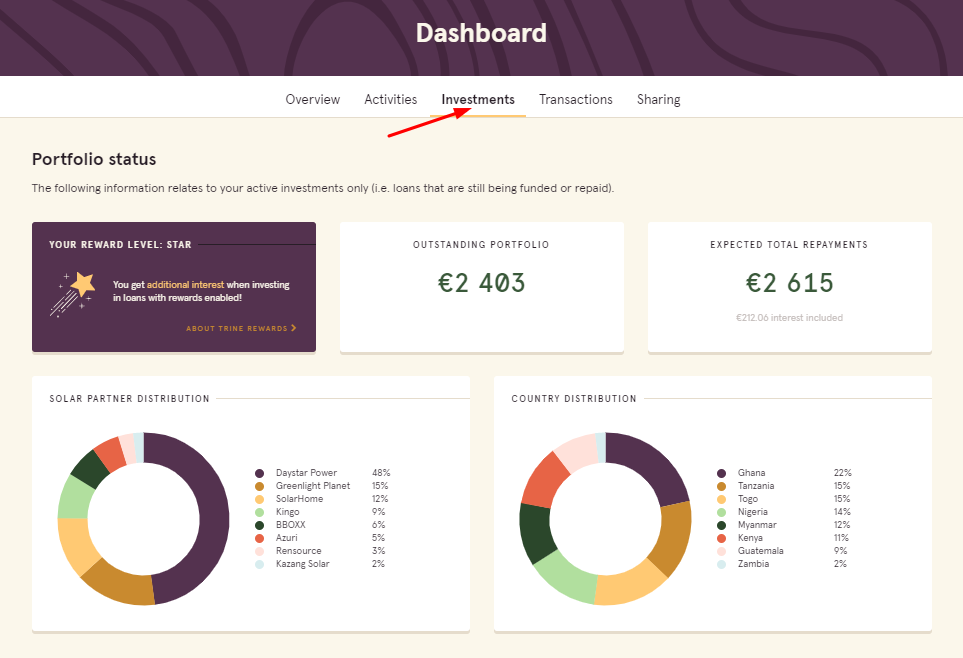 Dashboard
Overview Activities Investments Transactions Sharing
Portfolio status
The following information relates to your active investments only (i.e. loans that are still being funded or repaid).
YOUR REWARD LEVEL: STAR
You get additional interest when investing
in loans with rewards enabled!
ABOUT TRINE REWARDS
OUTSTANDING PORTFOLIO
€2 403
EXPECTED TOTAL REPAYMENTS
€2 615
€212.06 interest included
SOLAR PARTNER DISTRIBUTION
Daystar Power 48%
Greenlight Planet 15%
SolarHome 12%
Kingo 9%
BBOXX 6%
Azuri 5%
Rensource 3%
Kazang Solar 2%
COUNTRY DISTRIBUTION
Ghana 22%
Tanzania 15%
Togo 15%
Nigeria 14%
Myanmar 12%
Kenya 11%
Guatemala 9%
Zambia 2%